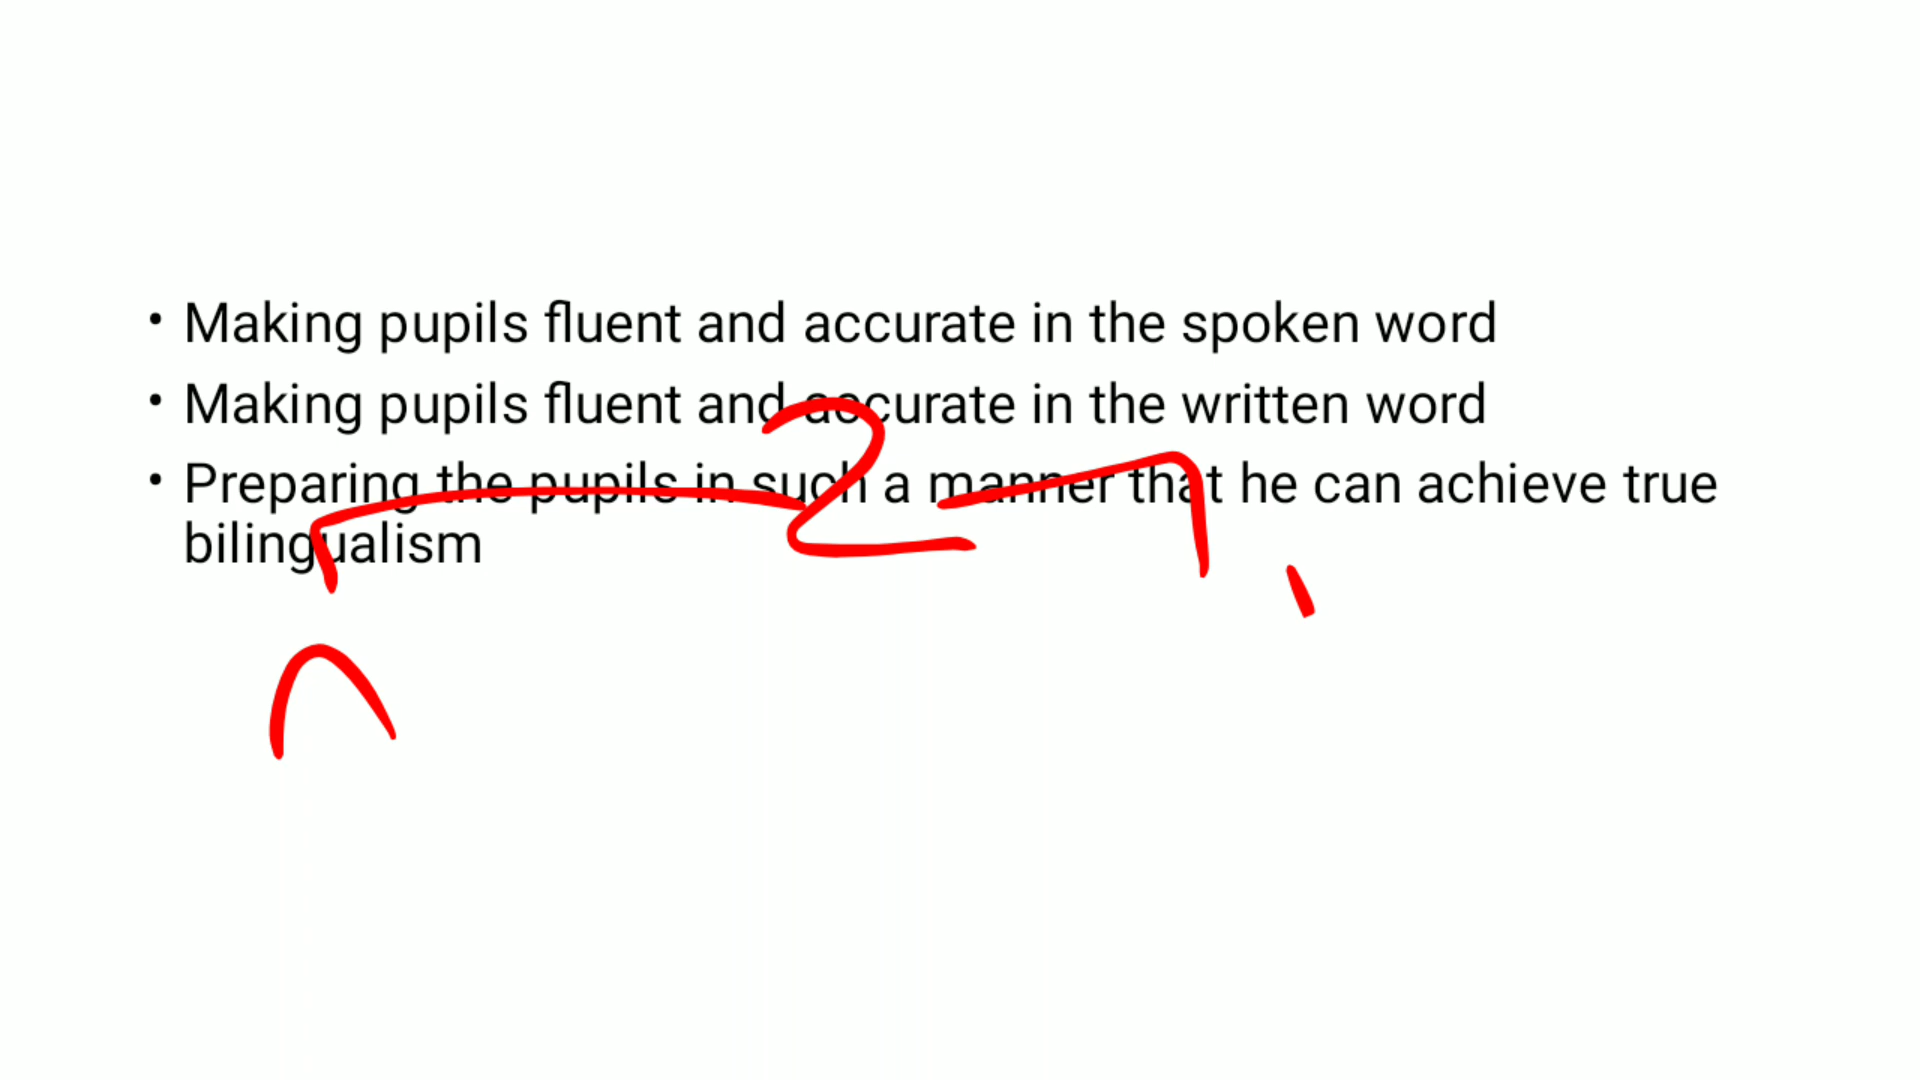 • Making pupils fluent and accurate in the spoken word
• Making pupils fluent and accurate in the written word
• Preparing the pupils in such a manner that he can achieve true
bilingualism
2